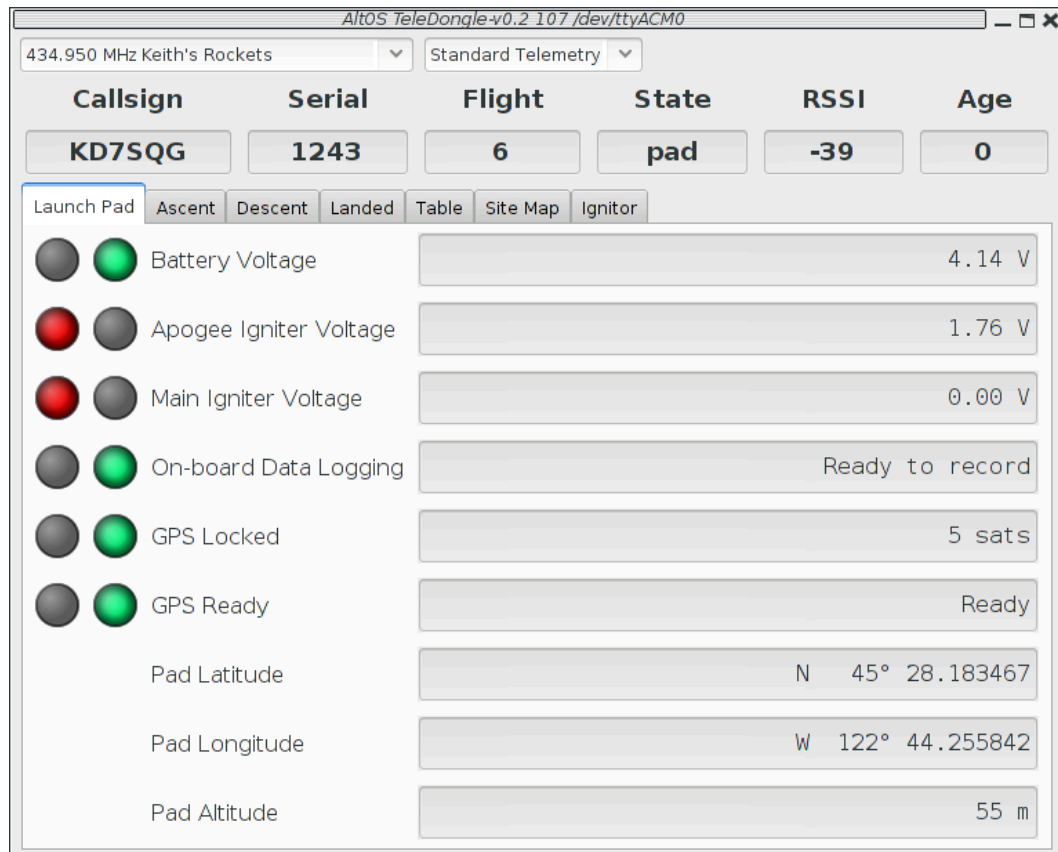 AltOS TeleDongle-v0.2 107 /dev/ttyACM0
434.950 MHz Keith's Rockets Standard Telemetry
Callsign Serial Flight State RSSI Age
KD7SQG 1243 6 pad -39 0
Launch Pad Ascent Descent Landed Table Site Map Ignitor
Battery Voltage 4.14 V
Apogee Igniter Voltage 1.76 V
Main Igniter Voltage 0.00 V
On-board Data Logging Ready to record
GPS Locked 5 sats
GPS Ready Ready
Pad Latitude N 45° 28.183467
Pad Longitude W 122° 44.255842
Pad Altitude 55 m